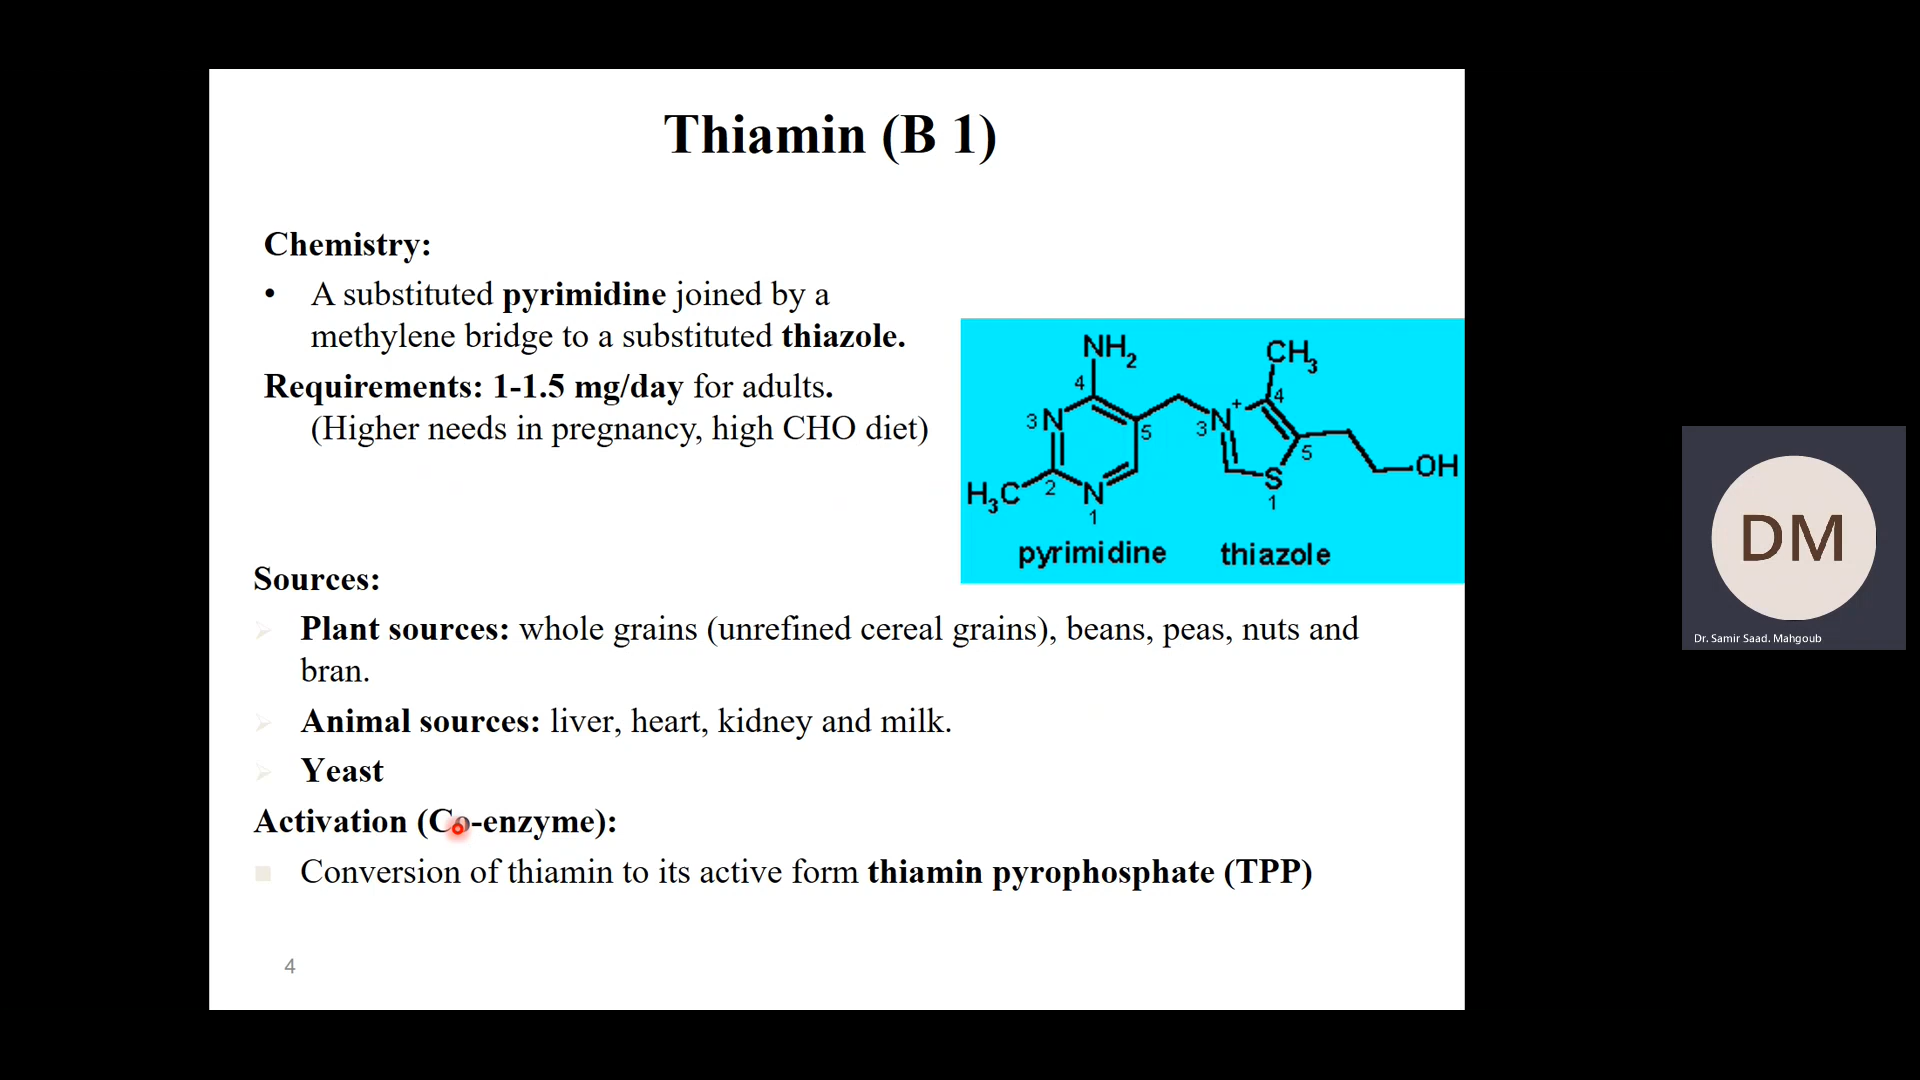 Thiamin (B 1)
Chemistry:
• A substituted pyrimidine joined by a
methylene bridge to a substituted thiazole.
Requirements: 1-1.5 mg/day for adults.
(Higher needs in pregnancy, high CHO diet)
NH2
CH3
4
4
3 N
5
3 N +
5
OH
H3C
2
N
S
1
1
pyrimidine
thiazole
Sources:
Plant sources: whole grains (unrefined cereal grains), beans, peas, nuts and
bran.
Animal sources: liver, heart, kidney and milk.
Yeast
Activation (Co-enzyme):
Conversion of thiamin to its active form thiamin pyrophosphate (TPP)
4
DM
Dr. Samir Saad. Mahgoub